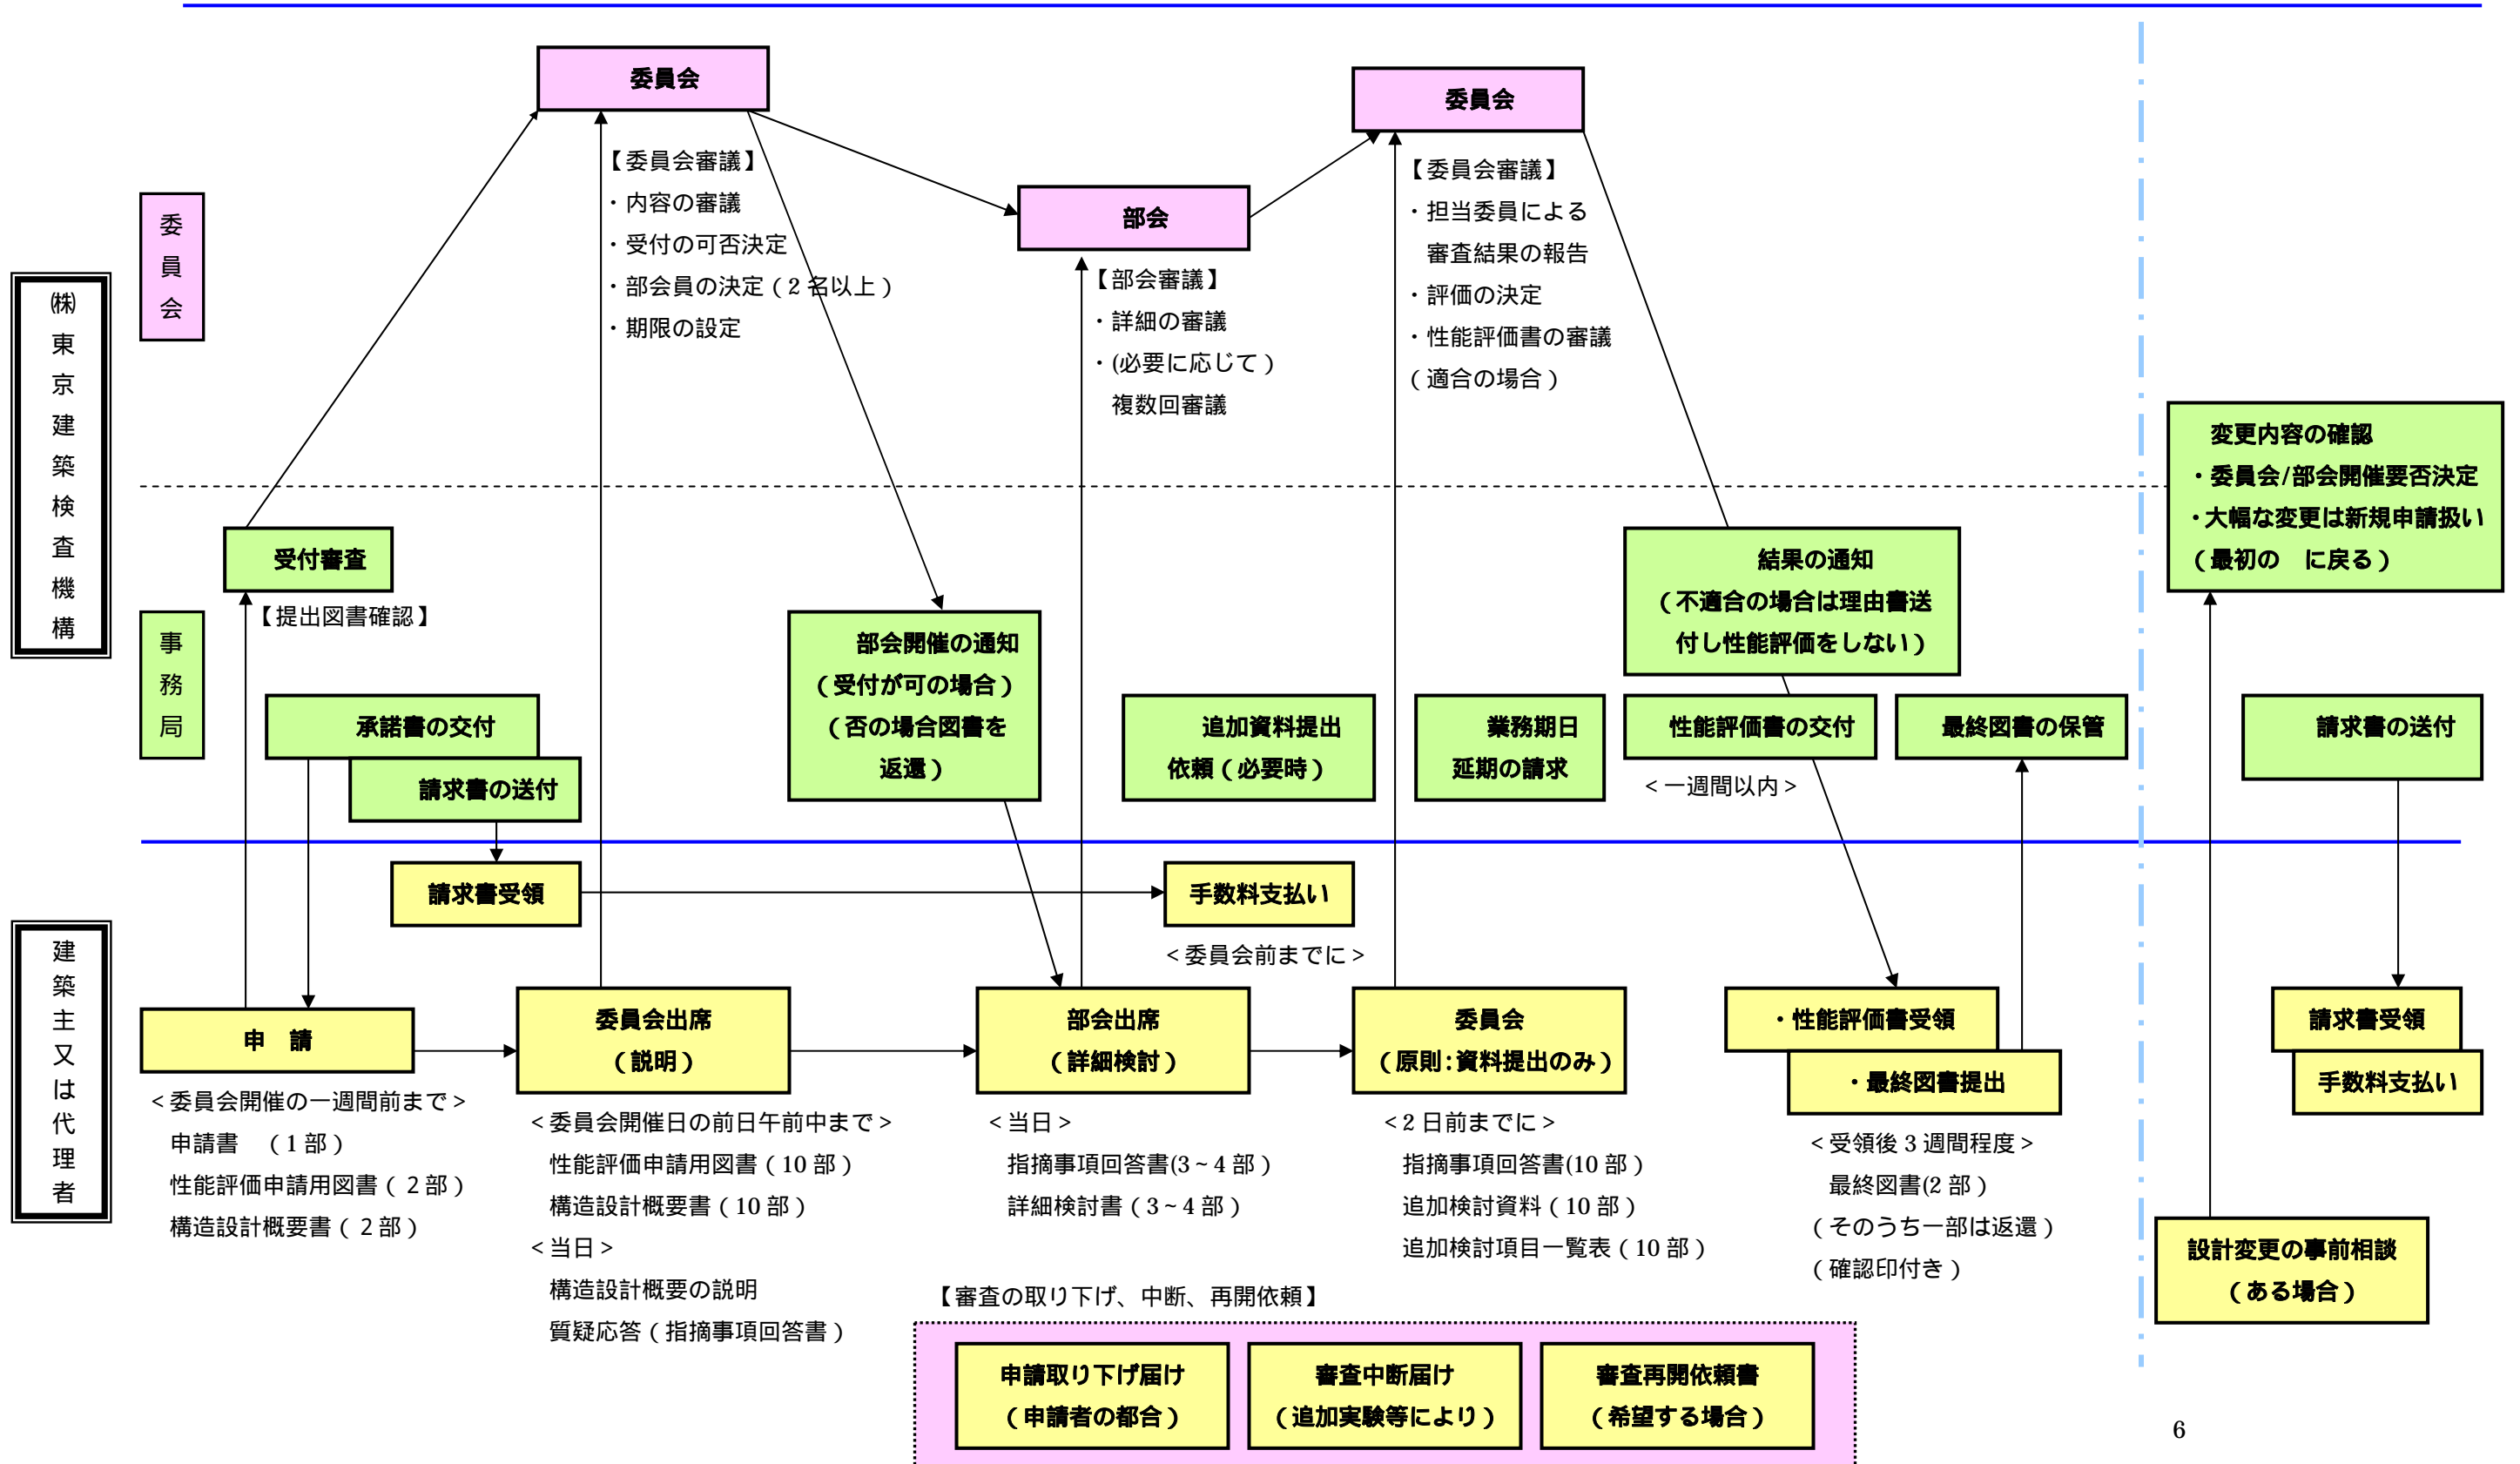 委員会
委員会
【委員会審議】
・内容の審議
・受付の可否決定
・部会員の決定（2 名以上）
・期限の設定
部会
【部会審議】
・詳細の審議
・(必要に応じて）
複数回審議
【委員会審議】
・担当委員による
審査結果の報告
・評価の決定
・性能評価書の審議
（適合の場合）
委員会
㈱東京建築検査機構
事務局
変更内容の確認
・委員会/部会開催要否決定
・大幅な変更は新規申請扱い
（最初の　に戻る）
受付審査
【提出図書確認】
結果の通知
（不適合の場合は理由書送
付し性能評価をしない）
部会開催の通知
（受付が可の場合）
（否の場合図書を
返還）
承諾書の交付
請求書の送付
追加資料提出
依頼（必要時）
業務期日
延期の請求
性能評価書の交付
＜一週間以内＞
最終図書の保管
請求書の送付
請求書受領
手数料支払い
＜委員会前までに＞
建築主又は代理者
申　請
＜委員会開催の一週間前まで＞
申請書　（1 部）
性能評価申請用図書（２部）
構造設計概要書（２部）
委員会出席
（説明）
＜委員会開催日の前日午前中まで＞
性能評価申請用図書（10 部）
構造設計概要書（10 部）
＜当日＞
構造設計概要の説明
質疑応答（指摘事項回答書）
部会出席
（詳細検討）
＜当日＞
指摘事項回答書(3～4 部）
詳細検討書（3～4 部）
委員会
（原則：資料提出のみ）
＜2 日前までに＞
指摘事項回答書(10 部）
追加検討資料（10 部）
追加検討項目一覧表（10 部）
・性能評価書受領
・最終図書提出
＜受領後 3 週間程度＞
最終図書(2 部）
（そのうち一部は返還）
（確認印付き）
請求書受領
手数料支払い
設計変更の事前相談
（ある場合）
【審査の取り下げ、中断、再開依頼】
申請取り下げ届け
（申請者の都合）
審査中断届け
（追加実験等により）
審査再開依頼書
（希望する場合）
6